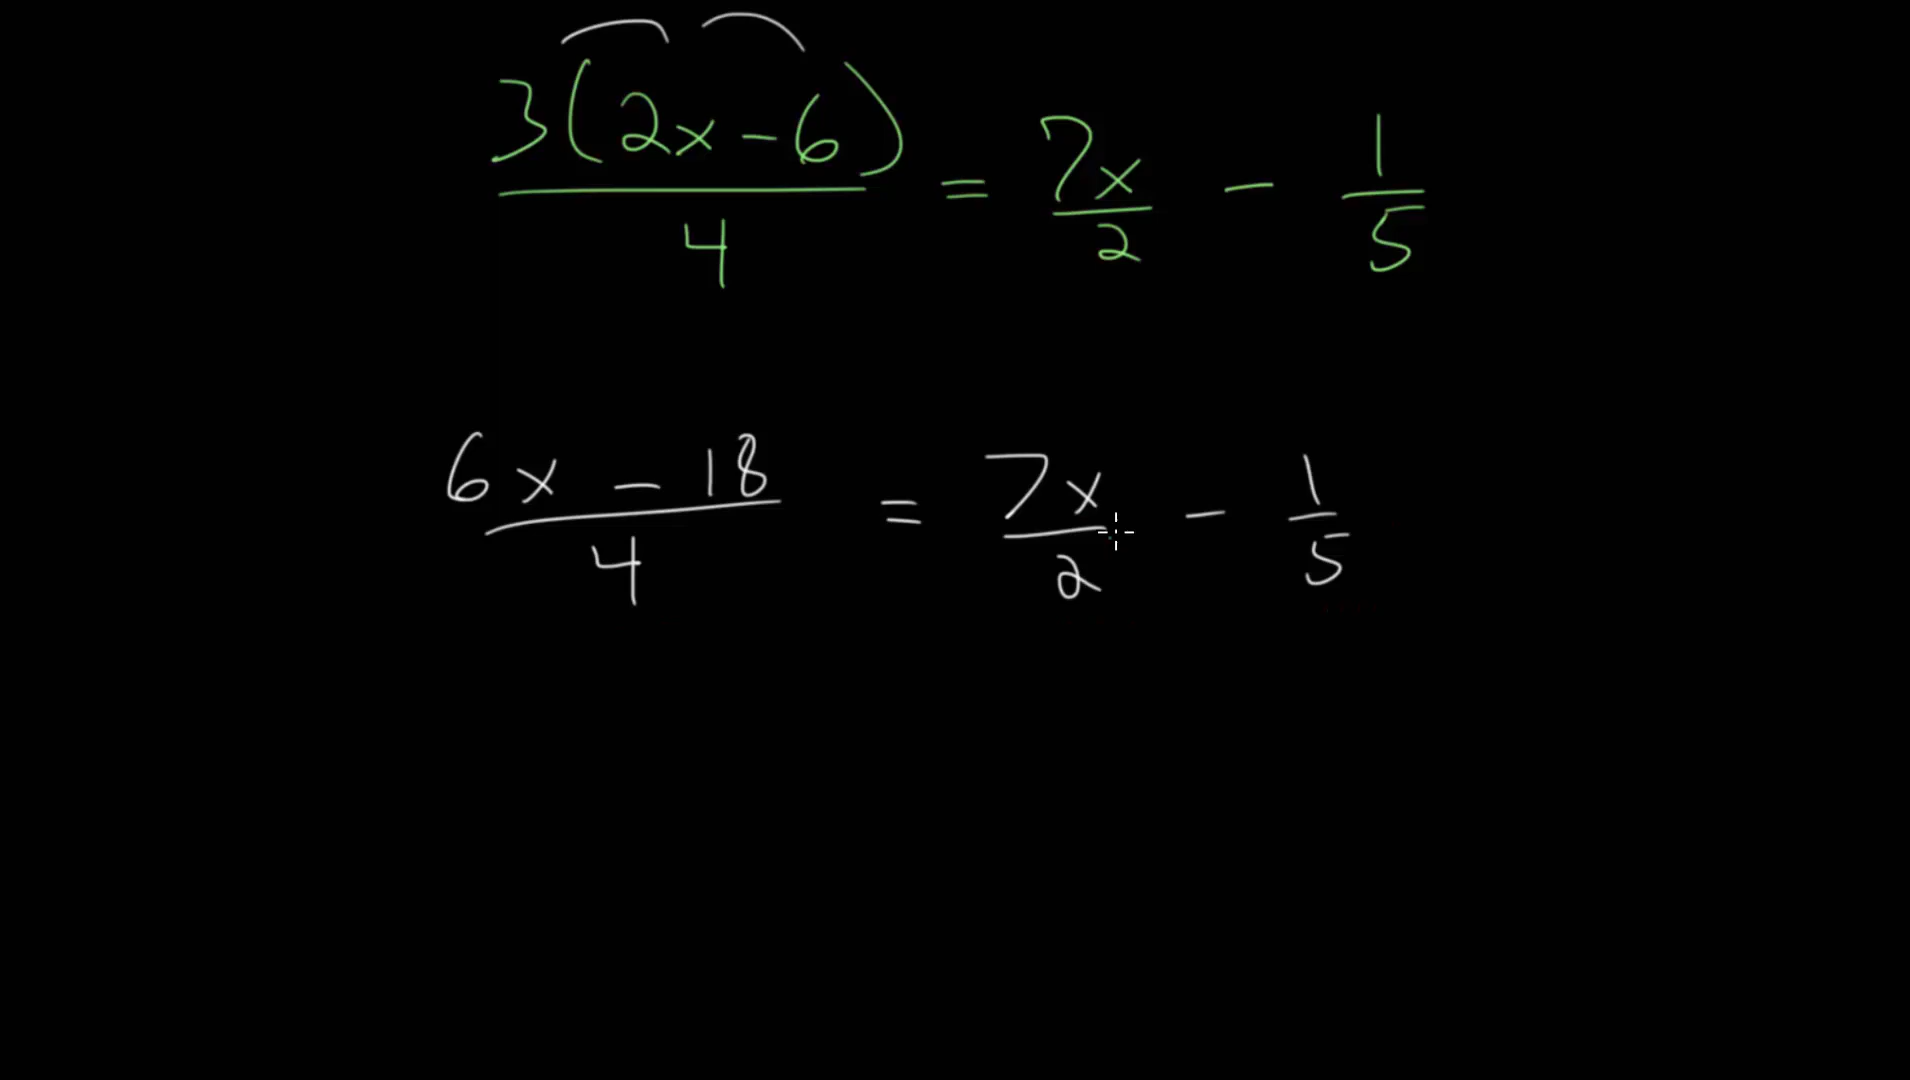 3(2x-6)/4 = 7x/2 - 1/5
6x - 18/4 = 7x/2 - 1/5